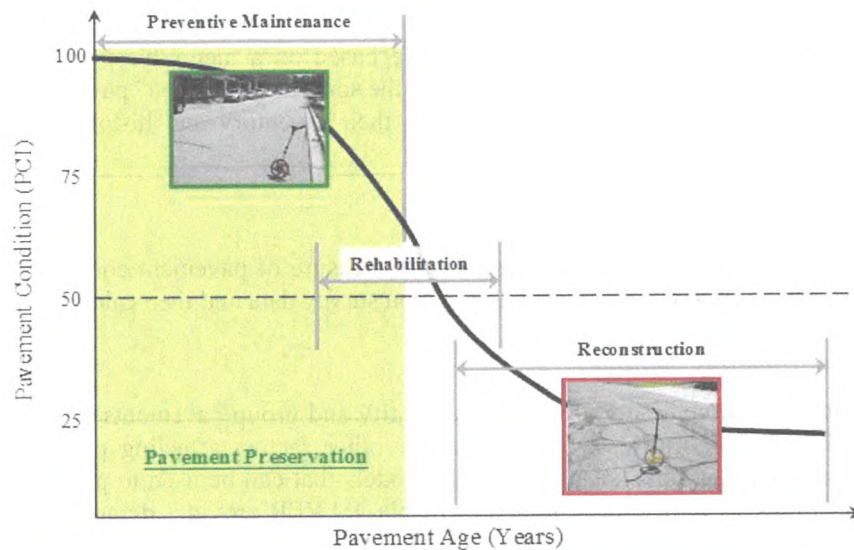 Preventive Maintenance
100
75
Rehabilitation
50
Reconstruction
25
Pavement Preservation
Pavement Condition (PCI)
Pavement Age (Years)